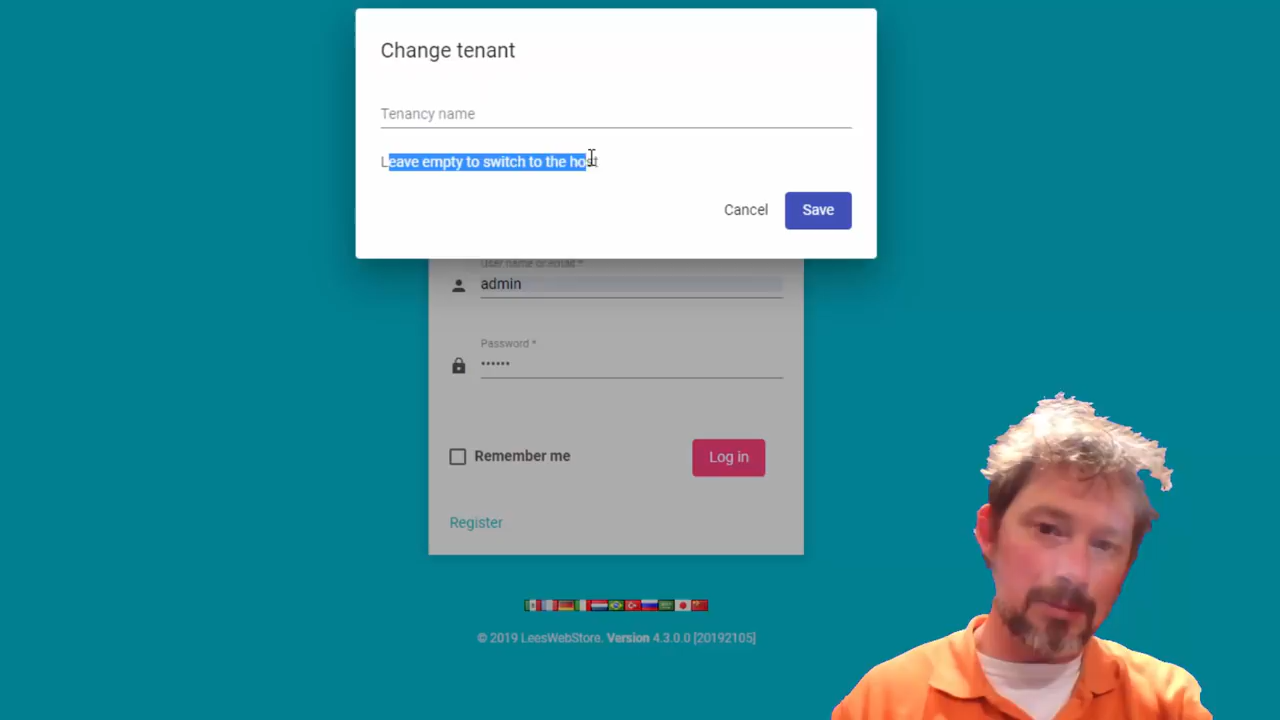 Change tenant
Tenancy name
Leave empty to switch to the host
Cancel
Save
User name or email *
admin
Password *
••••••
Remember me
Log in
Register
© 2019 LeesWebStore. Version 4.3.0.0 [20192105]